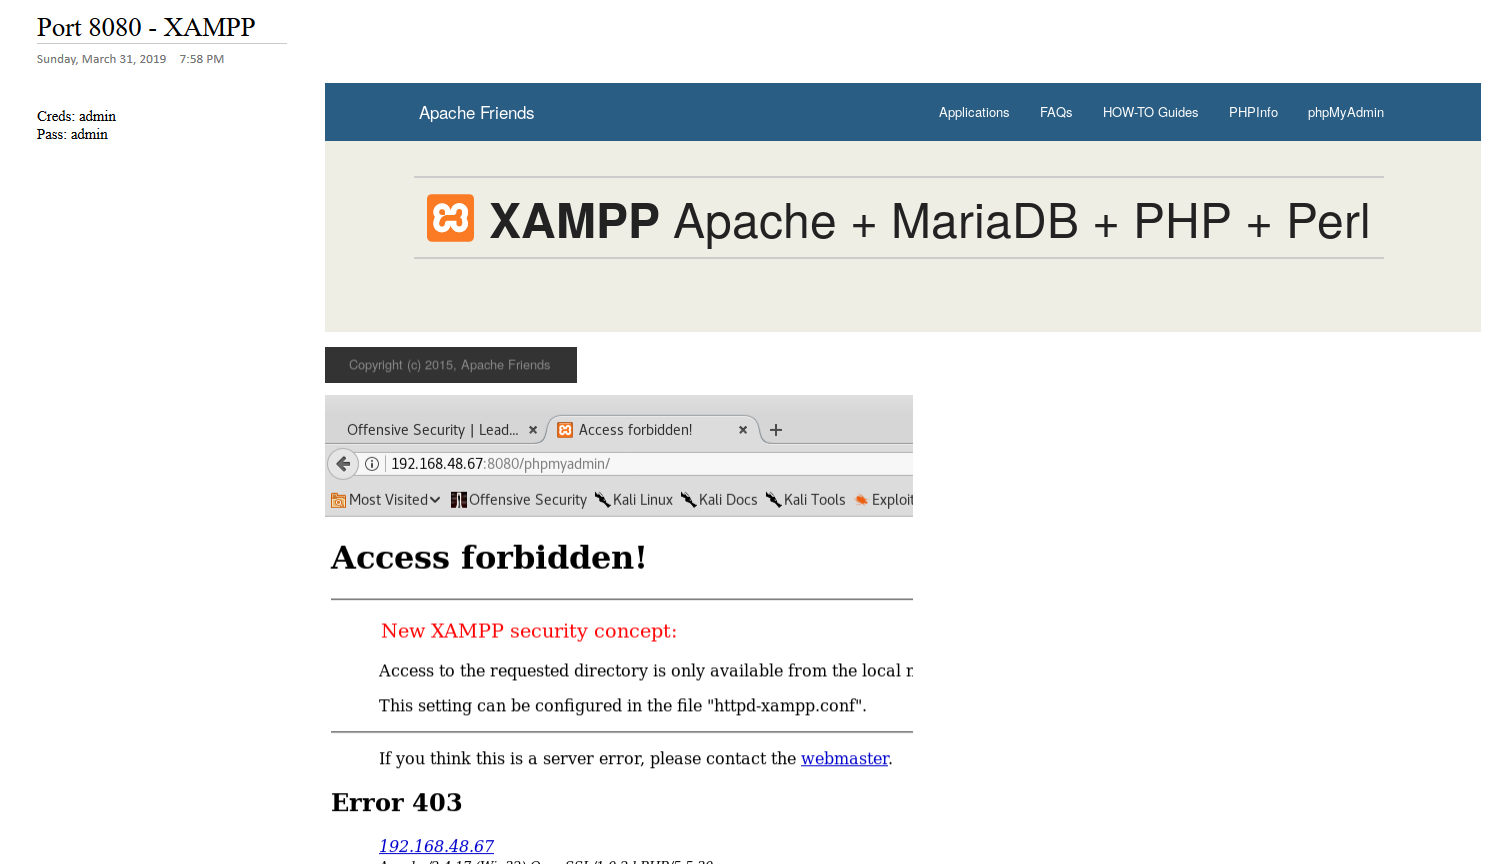 Port 8080 - XAMPP
Sunday, March 31, 2019 7:58 PM
Creds: admin
Pass: admin
Apache Friends Applications FAQs HOW-TO Guides PHPInfo phpMyAdmin
XAMPP Apache + MariaDB + PHP + Perl
Copyright (c) 2015, Apache Friends
Offensive Security | Lead... Access forbidden!
192.168.48.67:8080/phpmyadmin/
Most Visited Offensive Security Kali Linux Kali Docs Kali Tools Exploit
Access forbidden!
New XAMPP security concept:
Access to the requested directory is only available from the local
This setting can be configured in the file "httpd-xampp.conf".
If you think this is a server error, please contact the webmaster.
Error 403
192.168.48.67